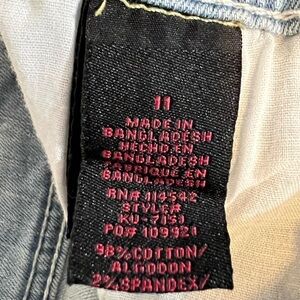 11
MADE IN
BANGLADESH
HECHO EN
BANGLADESH
FABRIQUE EN
BANGLADESH
RN# 114542
STYLE#
KU-7151
PO# 109921
98% COTTON/
ALGODON
2% SPANDEX/